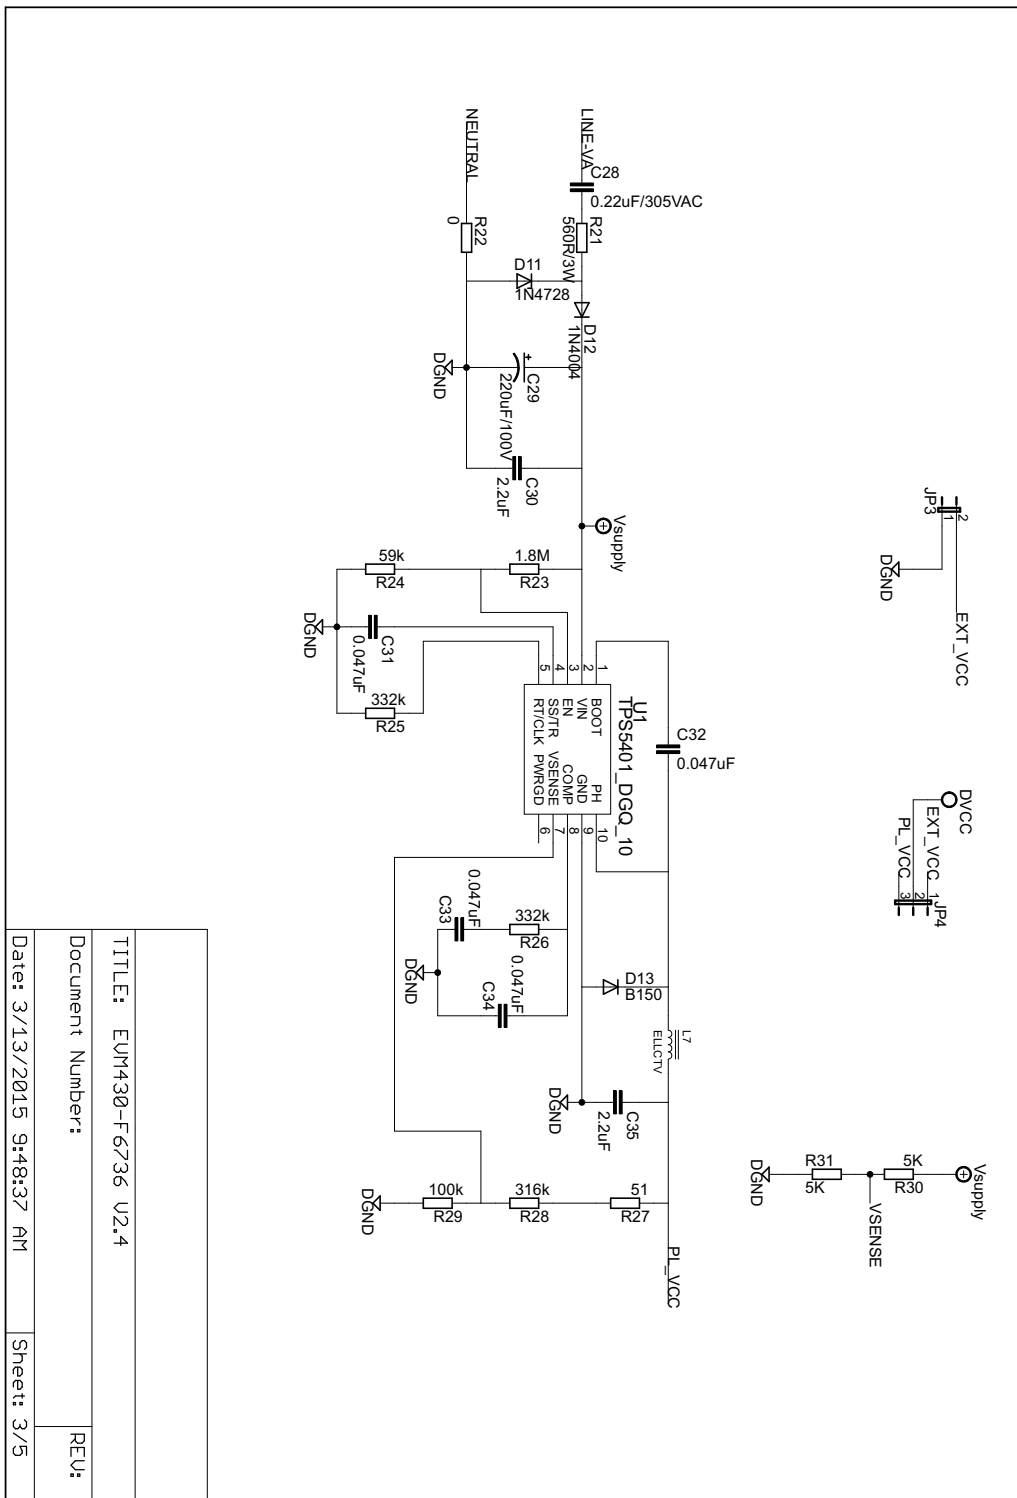 LINE-VA
C28
0.22uF/305VAC
NEUTRAL
R21
560R/3W
R22
0
D11
1N4728
D12
1N4004
DGND
C29
+
220uF/100V
C30
2.2uF
Vsupply
59k
R24
1.8M
R23
DGND
C31
0.047uF
332k
R25
U1
TPS5401_DGQ_10
1
2
3
4
5
BOOT
VIN
EN
SS/TR
RT/CLK
PH
GND
COMP
VSENSE
PWRGD
10
9
8
7
6
C32
0.047uF
C33
0.047uF
332k
R26
0.047uF
C34
DGND
D13
B150
L7
ELLCTV
C35
2.2uF
DGND
100k
R29
316k
R28
51
R27
DGND
PL_VCC
JP3
1
2
DGND
EXT_VCC
DVCC
EXT_VCC
PL_VCC
1
2
3
JP4
Vsupply
5K
R30
R31
5K
VSENSE
DGND
TITLE: EVM430-F6736 V2.4
Document Number:
REV:
Date: 3/13/2015 9:48:37 AM
Sheet: 3/5